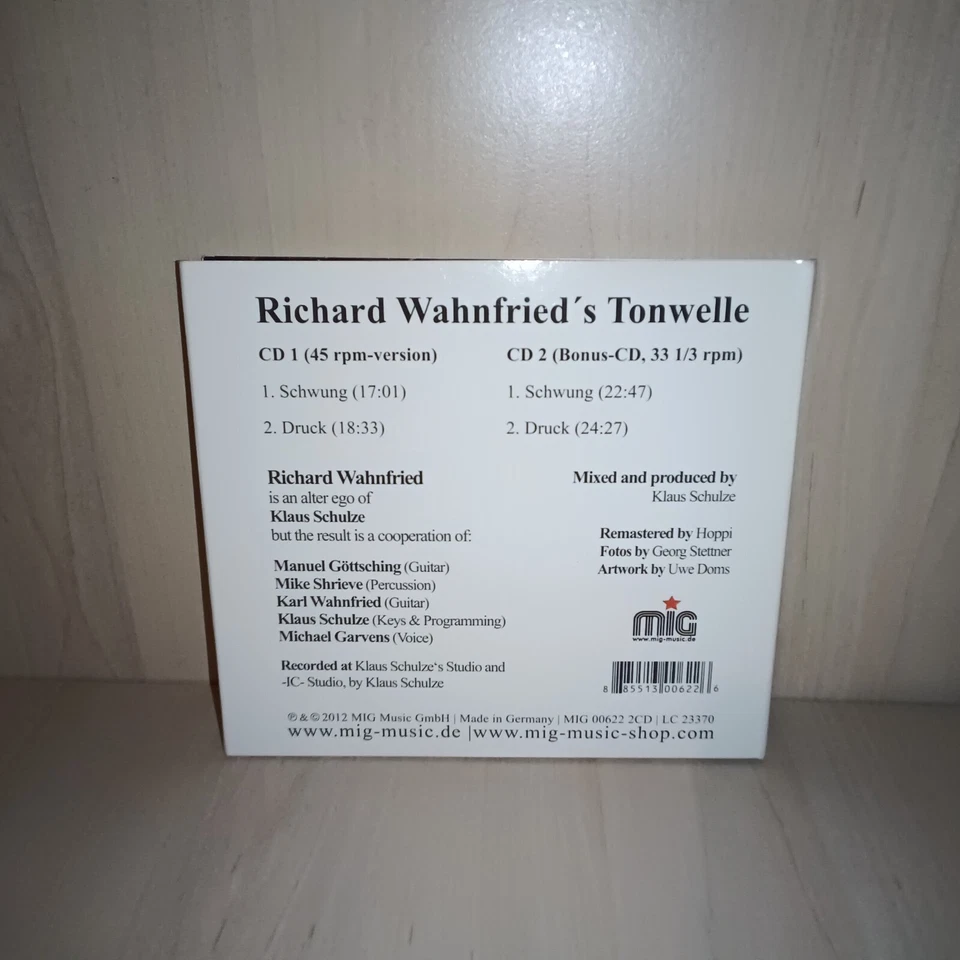 Richard Wahnfried´s Tonwelle
CD 1 (45 rpm-version)
1. Schwung (17:01)
2. Druck (18:33)
CD 2 (Bonus-CD, 33 1/3 rpm)
1. Schwung (22:47)
2. Druck (24:27)
Richard Wahnfried
is an alter ego of
Klaus Schulze
but the result is a cooperation of:
Manuel Göttsching (Guitar)
Mike Shrieve (Percussion)
Karl Wahnfried (Guitar)
Klaus Schulze (Keys & Programming)
Michael Garvens (Voice)
Recorded at Klaus Schulze‘s Studio and
-IC- Studio, by Klaus Schulze
Mixed and produced by
Klaus Schulze
Remastered by Hoppi
Fotos by Georg Stettner
Artwork by Uwe Doms
MIG
www.mig-music.de
8 85513 00622 6
℗ & © 2012 MIG Music GmbH | Made in Germany | MIG 00622 2CD | LC 23370
www.mig-music.de |www.mig-music-shop.com